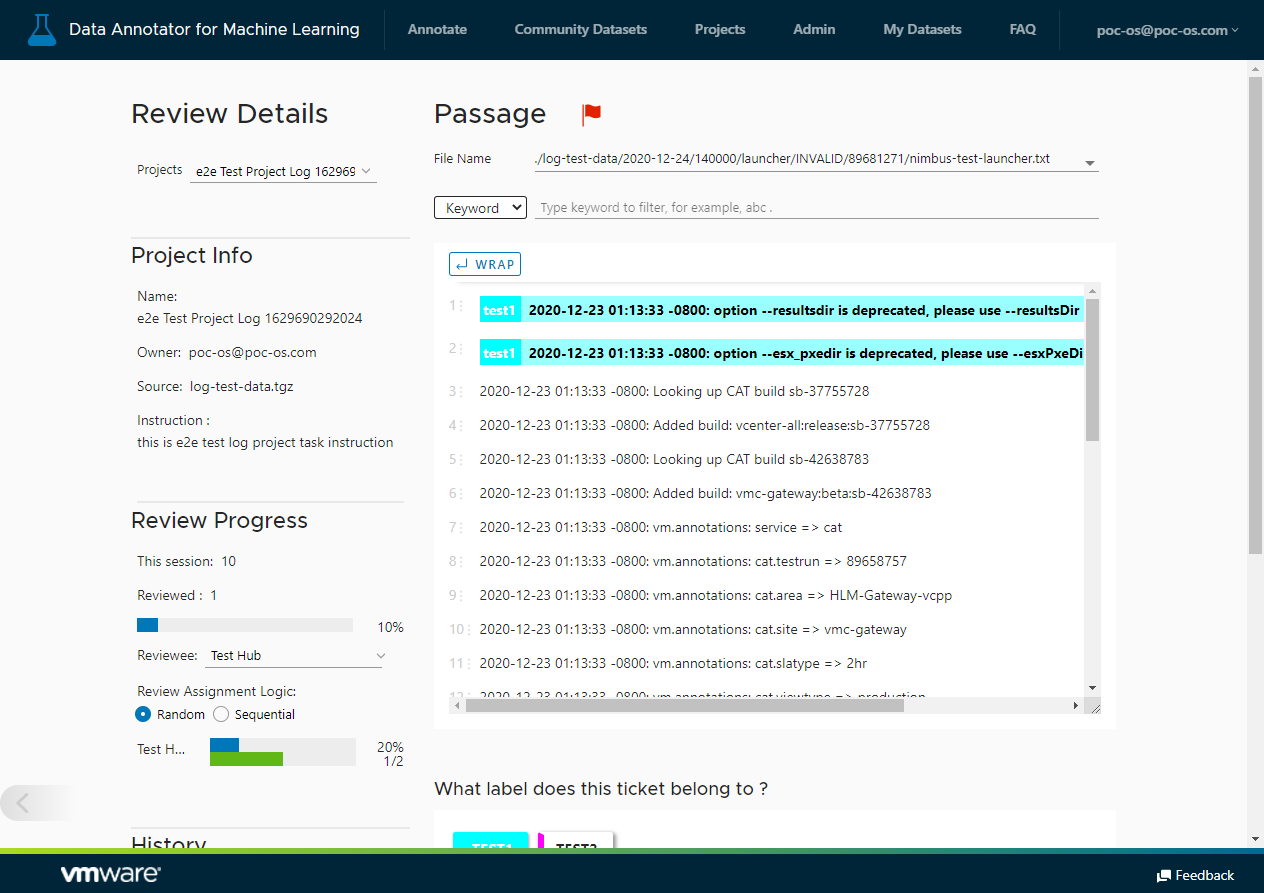 Data Annotator for Machine Learning
Annotate
Community Datasets
Projects
Admin
My Datasets
FAQ
poc-os@poc-os.com
Review Details
Projects
e2e Test Project Log 162969
Project Info
Name:
e2e Test Project Log 1629690292024
Owner: poc-os@poc-os.com
Source: log-test-data.tgz
Instruction :
this is e2e test log project task instruction
Review Progress
This session: 10
Reviewed : 1
10%
Reviewee: Test Hub
Review Assignment Logic:
Random Sequential
Test H...
20%
1/2
History
Passage
File Name
./log-test-data/2020-12-24/140000/launcher/INVALID/89681271/nimbus-test-launcher.txt
Keyword
Type keyword to filter, for example, abc .
WRAP
1 test1 2020-12-23 01:13:33 -0800: option --resultsdir is deprecated, please use --resultsDir
2 test1 2020-12-23 01:13:33 -0800: option --esx_pxedir is deprecated, please use --esxPxeDi
3 2020-12-23 01:13:33 -0800: Looking up CAT build sb-37755728
4 2020-12-23 01:13:33 -0800: Added build: vcenter-all:release:sb-37755728
5 2020-12-23 01:13:33 -0800: Looking up CAT build sb-42638783
6 2020-12-23 01:13:33 -0800: Added build: vmc-gateway:beta:sb-42638783
7 2020-12-23 01:13:33 -0800: vm.annotations: service => cat
8 2020-12-23 01:13:33 -0800: vm.annotations: cat.testrun => 89658757
9 2020-12-23 01:13:33 -0800: vm.annotations: cat.area => HLM-Gateway-vcpp
10 2020-12-23 01:13:33 -0800: vm.annotations: cat.site => vmc-gateway
11 2020-12-23 01:13:33 -0800: vm.annotations: cat.slatype => 2hr
12 2020-12-23 01:13:33 -0800: vm.annotations: cat.viewtype => production
What label does this ticket belong to ?
TEST1
TEST2
vmware
Feedback